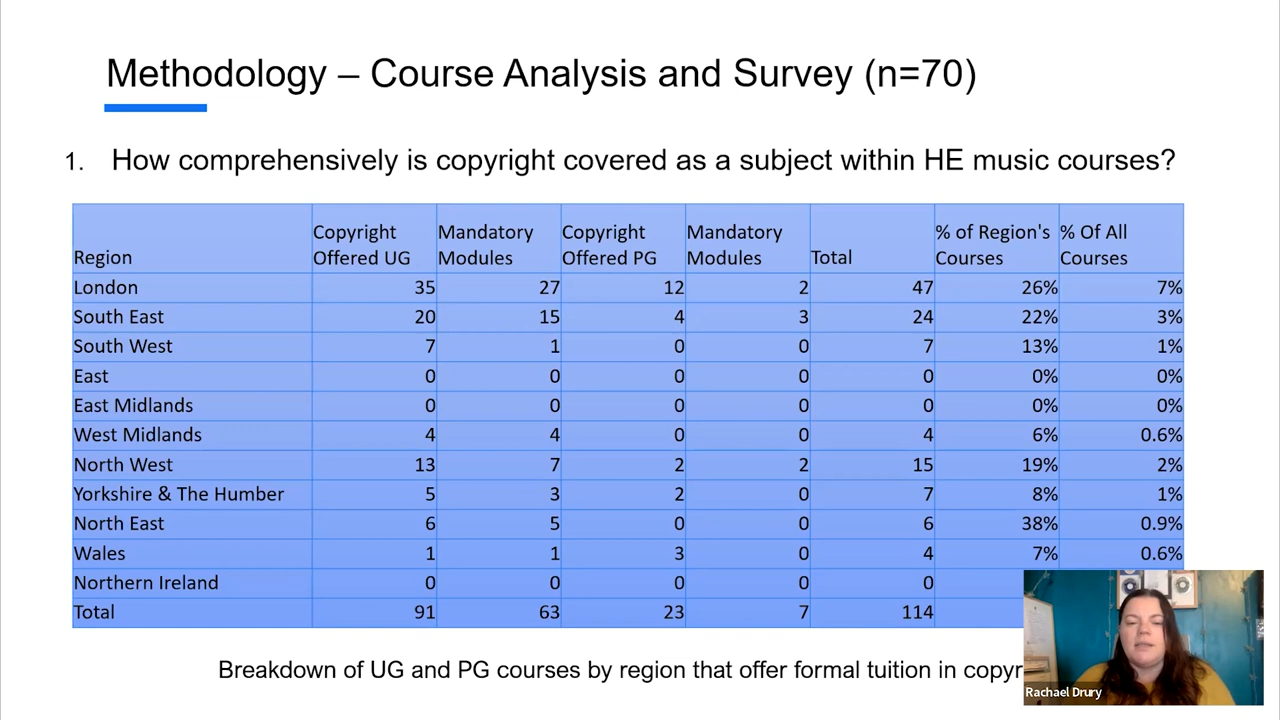 Methodology – Course Analysis and Survey (n=70)
1. How comprehensively is copyright covered as a subject within HE music courses?
Region Copyright Offered UG Mandatory Modules Copyright Offered PG Mandatory Modules Total % of Region's Courses % Of All Courses
London 35 27 12 2 47 26% 7%
South East 20 15 4 3 24 22% 3%
South West 7 1 0 0 7 13% 1%
East 0 0 0 0 0 0% 0%
East Midlands 0 0 0 0 0 0% 0%
West Midlands 4 4 0 0 4 6% 0.6%
North West 13 7 2 2 15 19% 2%
Yorkshire & The Humber 5 3 2 0 7 8% 1%
North East 6 5 0 0 6 38% 0.9%
Wales 1 1 3 0 4 7% 0.6%
Northern Ireland 0 0 0 0 0
Total 91 63 23 7 114
Breakdown of UG and PG courses by region that offer formal tuition in copyr
Rachael Drury